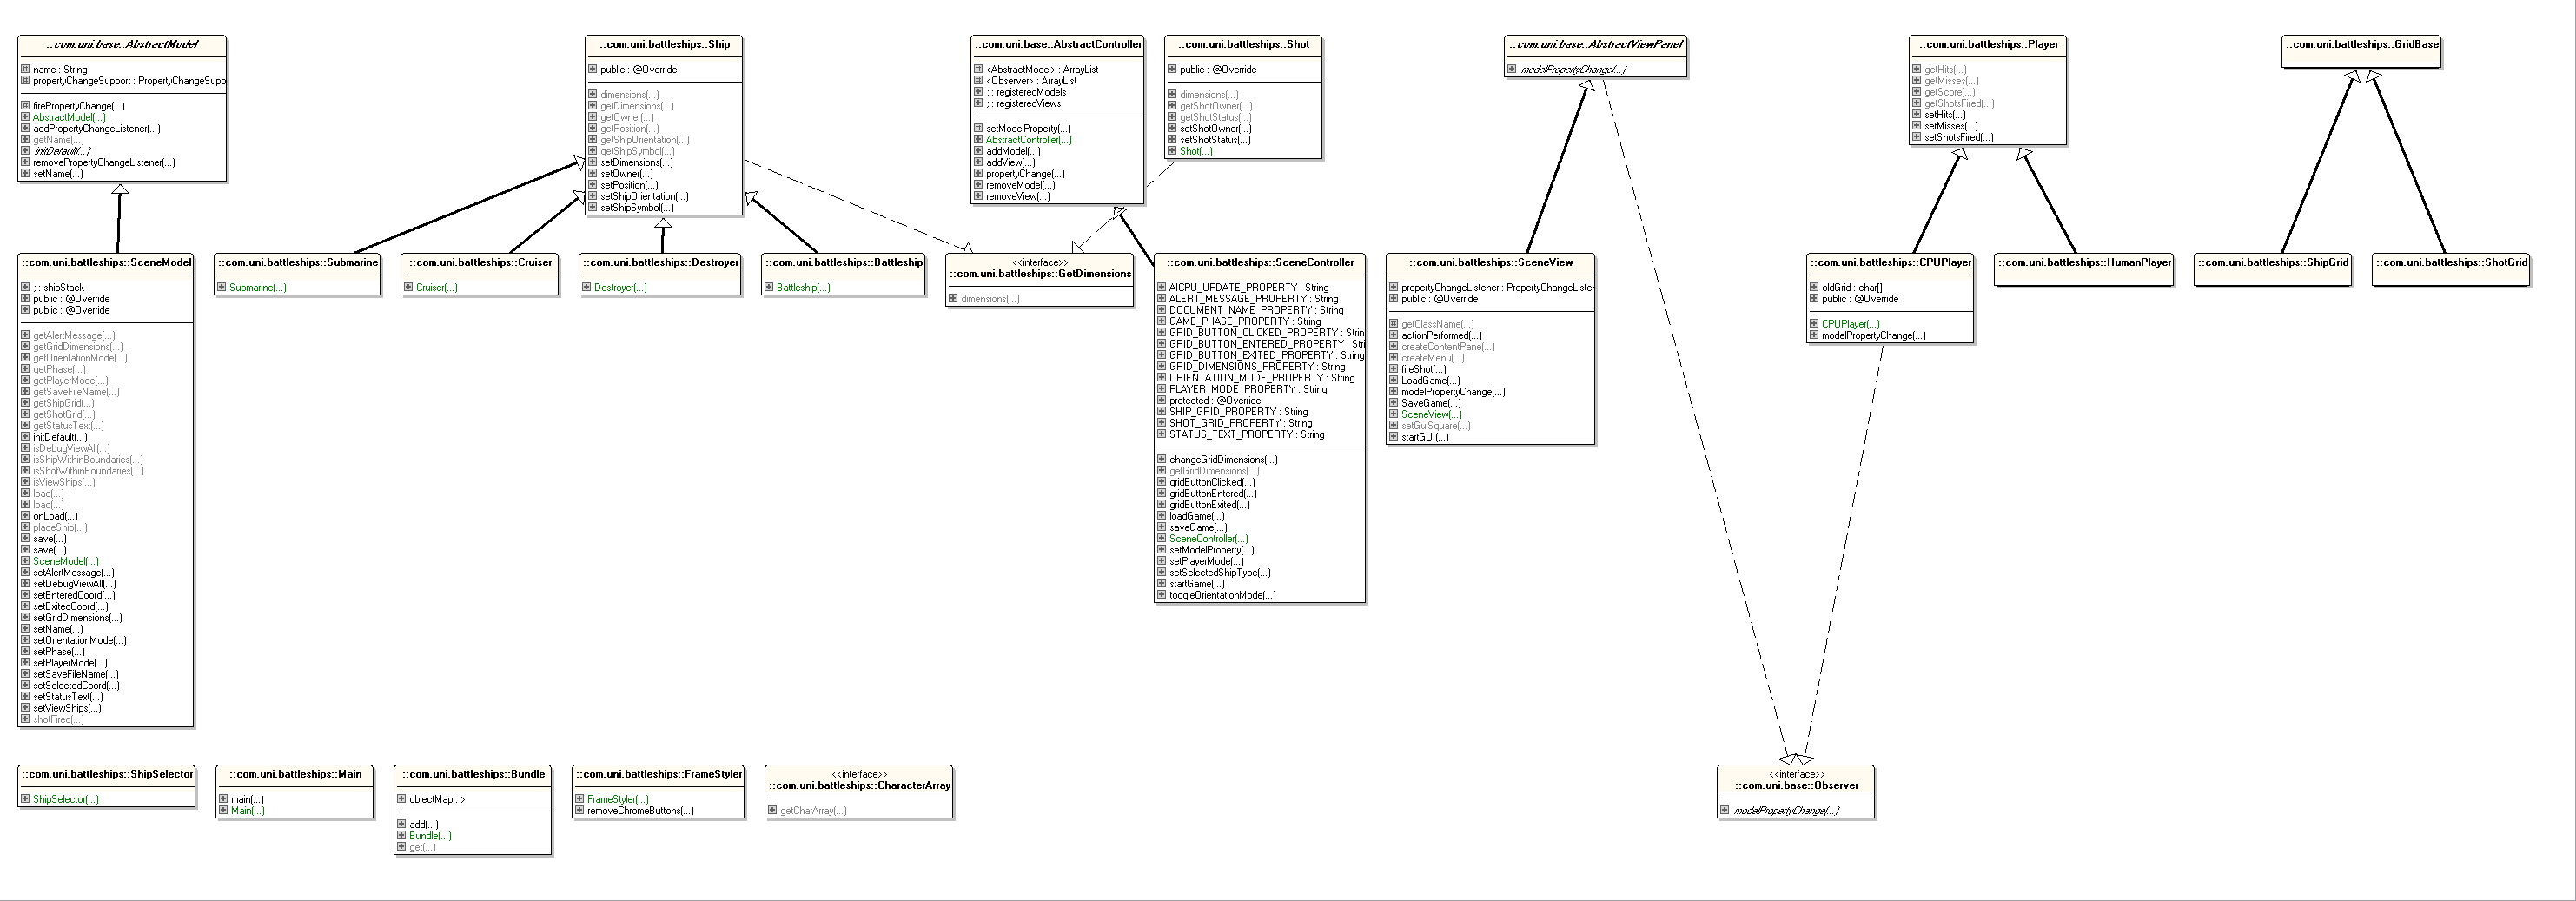 ::com.uni.base::AbstractModel
name : String
propertyChangeSupport : PropertyChangeSupp
firePropertyChange(...)
AbstractModel(...)
addPropertyChangeListener(...)
getName(...)
initDefault(...)
removePropertyChangeListener(...)
setName(...)
::com.uni.battleships::Ship
public : @Override
dimensions(...)
getDimensions(...)
getOwner(...)
getPosition(...)
getShipOrientation(...)
getShipSymbol(...)
setDimensions(...)
setOwner(...)
setPosition(...)
setShipOrientation(...)
setShipSymbol(...)
::com.uni.base::AbstractController
<AbstractModel> : ArrayList
<Observer> : ArrayList
; : registeredModels
; : registeredViews
setModelProperty(...)
AbstractController(...)
addModel(...)
addView(...)
propertyChange(...)
removeModel(...)
removeView(...)
::com.uni.battleships::Shot
public : @Override
dimensions(...)
getShotOwner(...)
getShotStatus(...)
setShotOwner(...)
setShotStatus(...)
Shot(...)
::com.uni.base::AbstractViewPanel
modelPropertyChange(...)
::com.uni.battleships::Player
getHits(...)
getMisses(...)
getScore(...)
getShotsFired(...)
setHits(...)
setMisses(...)
setShotsFired(...)
::com.uni.battleships::GridBase
::com.uni.battleships::SceneModel
; : shipStack
public : @Override
public : @Override
getAlertMessage(...)
getGridDimensions(...)
getOrientationMode(...)
getPhase(...)
getPlayerMode(...)
getSaveFileName(...)
getShipGrid(...)
getShotGrid(...)
getStatusText(...)
initDefault(...)
isDebugViewAll(...)
isShipWithinBoundaries(...)
isShotWithinBoundaries(...)
isViewShips(...)
load(...)
load(...)
onLoad(...)
placeShip(...)
save(...)
save(...)
SceneModel(...)
setAlertMessage(...)
setDebugViewAll(...)
setEnteredCoord(...)
setExitedCoord(...)
setGridDimensions(...)
setName(...)
setOrientationMode(...)
setPhase(...)
setPlayerMode(...)
setSaveFileName(...)
setSelectedCoord(...)
setStatusText(...)
setViewShips(...)
shotFired(...)
::com.uni.battleships::Submarine
Submarine(...)
::com.uni.battleships::Cruiser
Cruiser(...)
::com.uni.battleships::Destroyer
Destroyer(...)
::com.uni.battleships::Battleship
Battleship(...)
<<interface>>
::com.uni.battleships::GetDimensions
dimensions(...)
::com.uni.battleships::SceneController
AICPU_UPDATE_PROPERTY : String
ALERT_MESSAGE_PROPERTY : String
DOCUMENT_NAME_PROPERTY : String
GAME_PHASE_PROPERTY : String
GRID_BUTTON_CLICKED_PROPERTY : Strin
GRID_BUTTON_ENTERED_PROPERTY : Stri
GRID_BUTTON_EXITED_PROPERTY : String
GRID_DIMENSIONS_PROPERTY : String
ORIENTATION_MODE_PROPERTY : String
PLAYER_MODE_PROPERTY : String
protected : @Override
SHIP_GRID_PROPERTY : String
SHOT_GRID_PROPERTY : String
STATUS_TEXT_PROPERTY : String
changeGridDimensions(...)
getGridDimensions(...)
gridButtonClicked(...)
gridButtonEntered(...)
gridButtonExited(...)
loadGame(...)
saveGame(...)
SceneController(...)
setModelProperty(...)
setPlayerMode(...)
setSelectedShipType(...)
startGame(...)
toggleOrientationMode(...)
::com.uni.battleships::SceneView
propertyChangeListener : PropertyChangeListener
public : @Override
getClassName(...)
actionPerformed(...)
createContentPane(...)
createMenu(...)
fireShot(...)
LoadGame(...)
modelPropertyChange(...)
SaveGame(...)
SceneView(...)
setGuiSquare(...)
startGUI(...)
::com.uni.battleships::CPUPlayer
oldGrid : char[]
public : @Override
CPUPlayer(...)
modelPropertyChange(...)
::com.uni.battleships::HumanPlayer
::com.uni.battleships::ShipGrid
::com.uni.battleships::ShotGrid
::com.uni.battleships::ShipSelector
ShipSelector(...)
::com.uni.battleships::Main
main(...)
Main(...)
::com.uni.battleships::Bundle
objectMap : >
add(...)
Bundle(...)
get(...)
::com.uni.battleships::FrameStyler
FrameStyler(...)
removeChromeButtons(...)
<<interface>>
::com.uni.battleships::CharacterArray
getCharArray(...)
<<interface>>
::com.uni.base::Observer
modelPropertyChange(...)